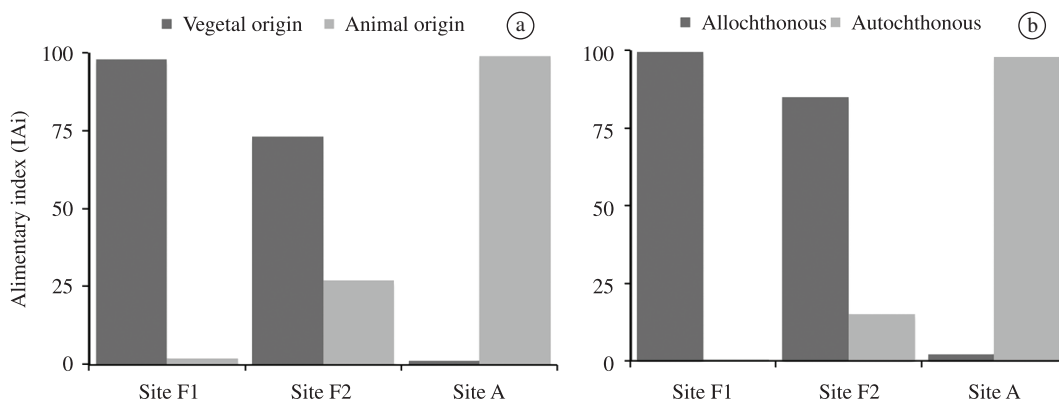 Vegetal origin Animal origin a
100
75
50
25
0
Alimentary index (IAi)
Site F1 Site F2 Site A
Allochthonous Autochthonous b
100
75
50
25
0
Site F1 Site F2 Site A